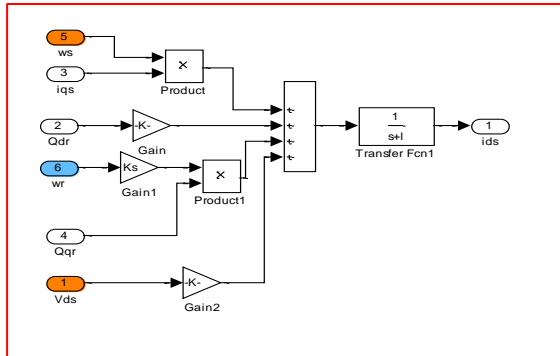 5
ws
3
iqs
×
Product
2
Qdr
-K-
Gain
6
wr
Ks
Gain1
×
Product1
4
Qqr
1
Vds
-K-
Gain2
1
s+l
Transfer Fcn1
1
ids